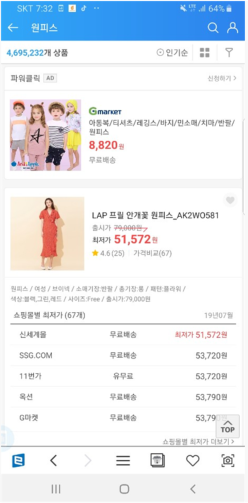 SKT 7:32
64%
원피스
4,695,232개 상품
인기순
파워클릭 AD
신청하기 >
Gmarket
아동복/티셔츠/레깅스/바지/민소매/치마/반팔/
원피스
8,820원
무료배송
LAP 프릴 안개꽃 원피스_AK2WO581
출시가 79,000원
최저가 51,572원
4.6 (25) 가격비교(67)
원피스 / 여성 / 브이넥 / 소매기장:반팔 / 총기장:롱 / 패턴:플라워 /
색상:블랙,그린,레드 / 사이즈:Free / 출시가:79,000원
쇼핑몰별 최저가 (67개)
19년07월
신세계몰 무료배송 최저가 51,572원
SSG.COM 무료배송 53,720원
11번가 유무료 53,720원
옥션 무료배송 53,790
G마켓 무료배송 53,79
TOP
쇼핑몰별 최저가 더보기 >